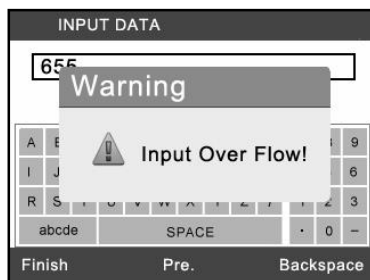 INPUT DATA
655
Warning
Input Over Flow!
A
9
I
J
6
R S T U V W X Y Z
3
abcde SPACE . 0 -
Finish Pre. Backspace